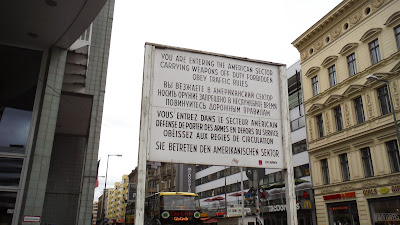 YOU ARE ENTERING THE AMERICAN SECTOR
CARRYING WEAPONS OFF DUTY FORBIDDEN
OBEY TRAFFIC RULES
ВЫ ВЪЕЗЖАЕТЕ В АМЕРИКАНСКИЙ СЕКТОР
НОСИТЬ ОРУЖИЕ ЗАПРЕЩЕНО В НЕСЛУЖЕБНОЕ ВРЕМЯ
ПОВИНУЙТЕСЬ ДОРОЖНЫМ ПРАВИЛАМ
VOUS ENTREZ DANS LE SECTEUR AMÉRICAIN
DÉFENSE DE PORTER DES ARMES EN DEHORS DU SERVICE
OBÉISSEZ AUX RÈGLES DE CIRCULATION
SIE BETRETEN DEN AMERIKANISCHEN SEKTOR